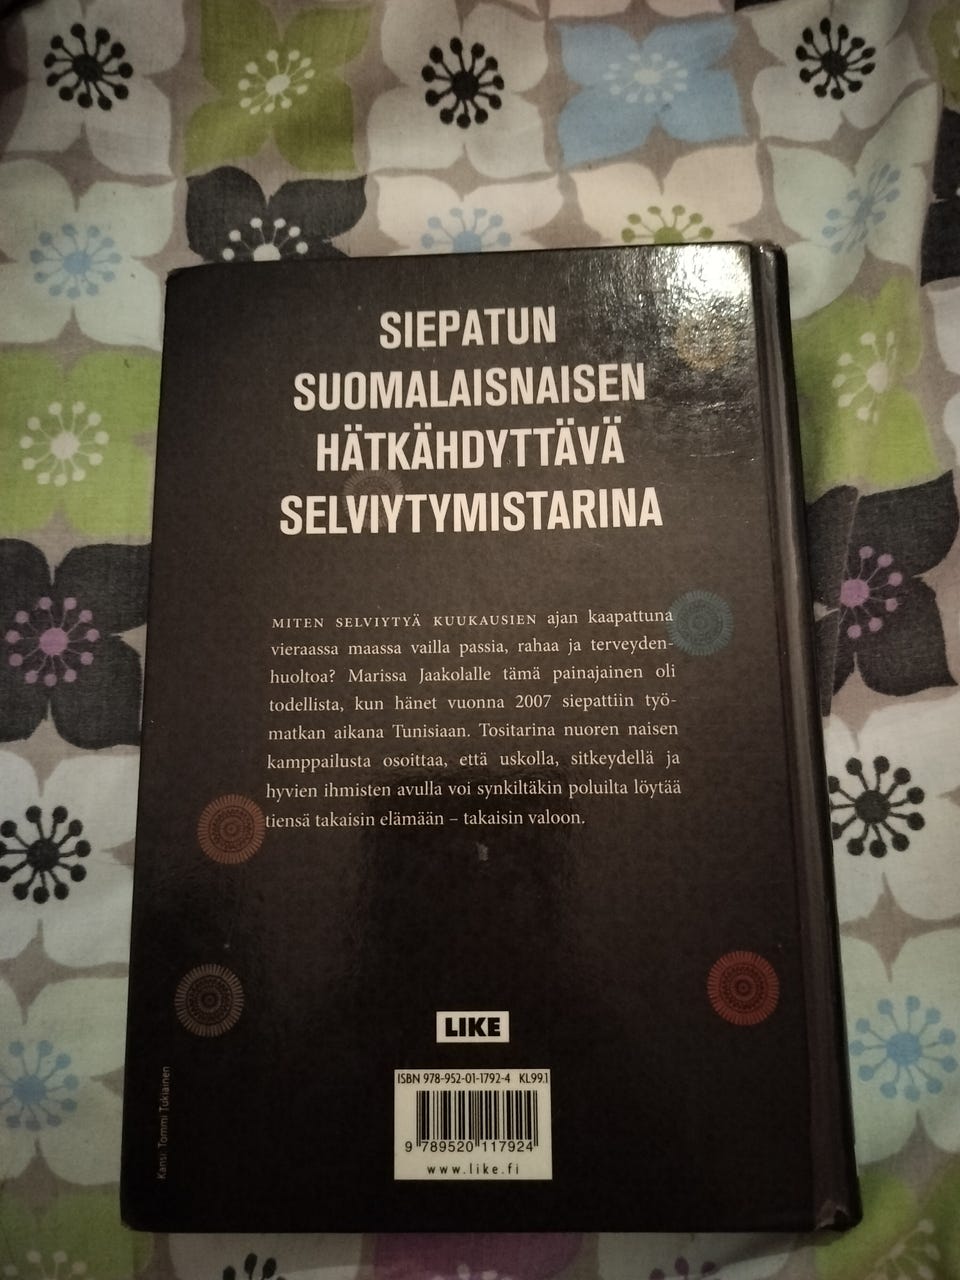 SIEPATUN
SUOMALAISNAISEN
HÄTKÄHDYTTÄVÄ
SELVIYTYMISTARINA
MITEN SELVIYTYÄ KUUKAUSIEN ajan kaapattuna
vieraassa maassa vailla passia, rahaa ja terveyden-
huoltoa? Marissa Jaakolalle tämä painajainen oli
todellista, kun hänet vuonna 2007 siepattiin työ-
matkan aikana Tunisiaan. Tositarina nuoren naisen
kamppailusta osoittaa, että uskolla, sitkeydellä ja
hyvien ihmisten avulla voi synkiltäkin poluilta löytää
tiensä takaisin elämään – takaisin valoon.
LIKE
ISBN 978-952-01-1792-4 KL99.1
9 789520 117924
www.like.fi
Kansi: Tommi Tukiainen